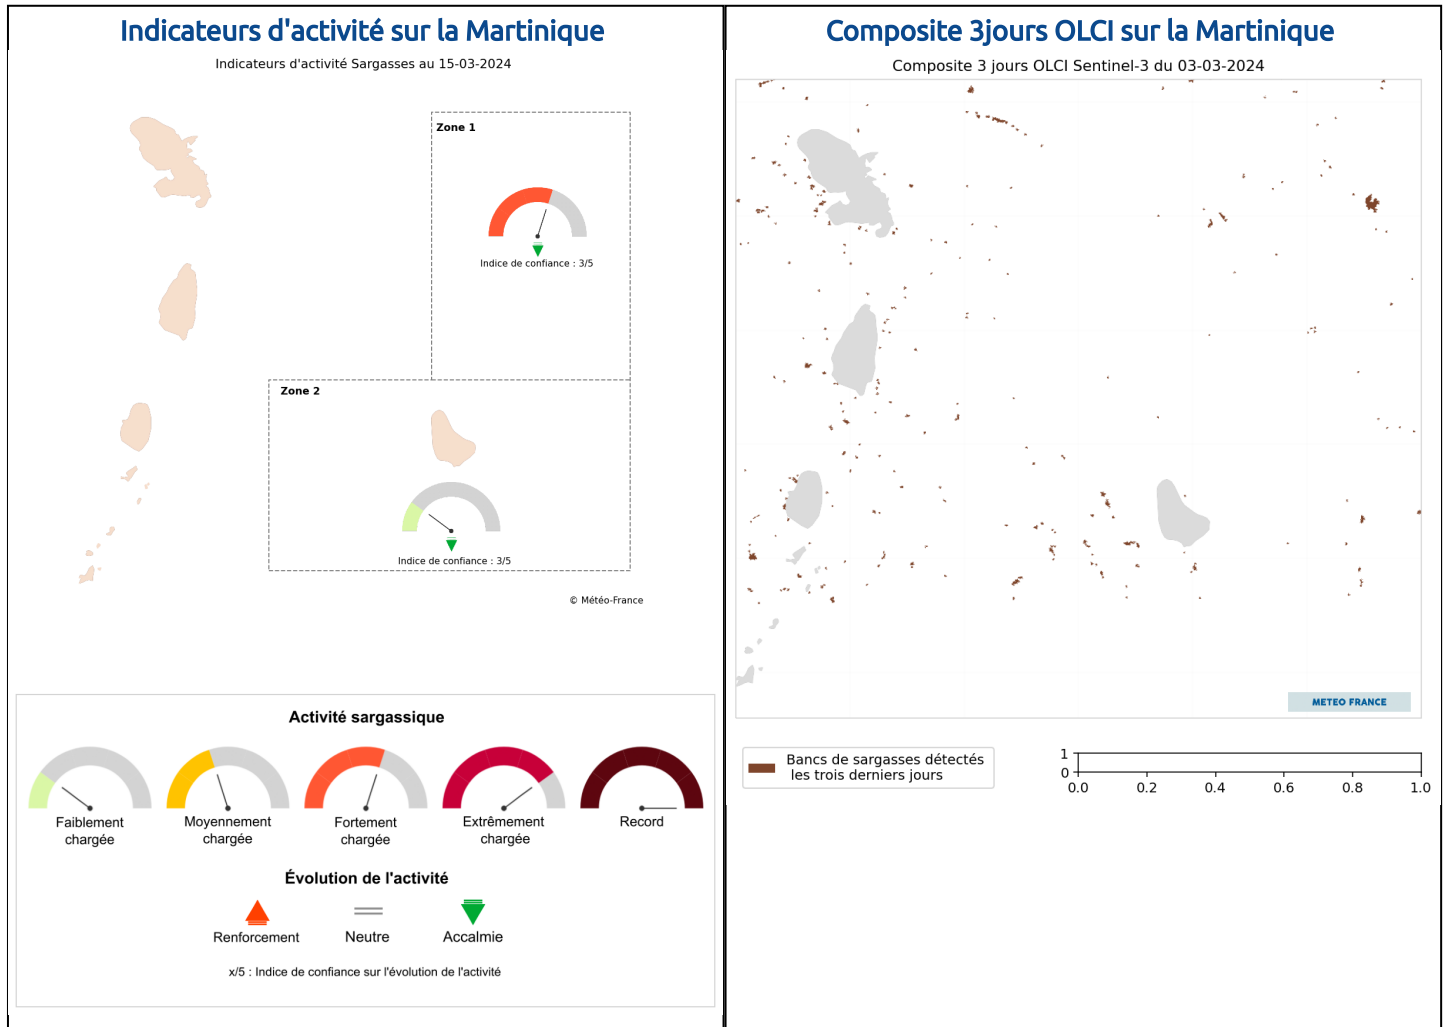 Indicateurs d'activité sur la Martinique
Indicateurs d'activité Sargasses au 15-03-2024
Zone 1
Indice de confiance : 3/5
Zone 2
Indice de confiance : 3/5
© Météo-France
Activité sargassique
Faiblement
chargée
Moyennement
chargée
Fortement
chargée
Extrêmement
chargée
Record
Évolution de l'activité
Renforcement
Neutre
Accalmie
x/5 : Indice de confiance sur l'évolution de l'activité
Composite 3jours OLCI sur la Martinique
Composite 3 jours OLCI Sentinel-3 du 03-03-2024
METEO FRANCE
Bancs de sargasses détectés
les trois derniers jours
1
0
0.0 0.2 0.4 0.6 0.8 1.0